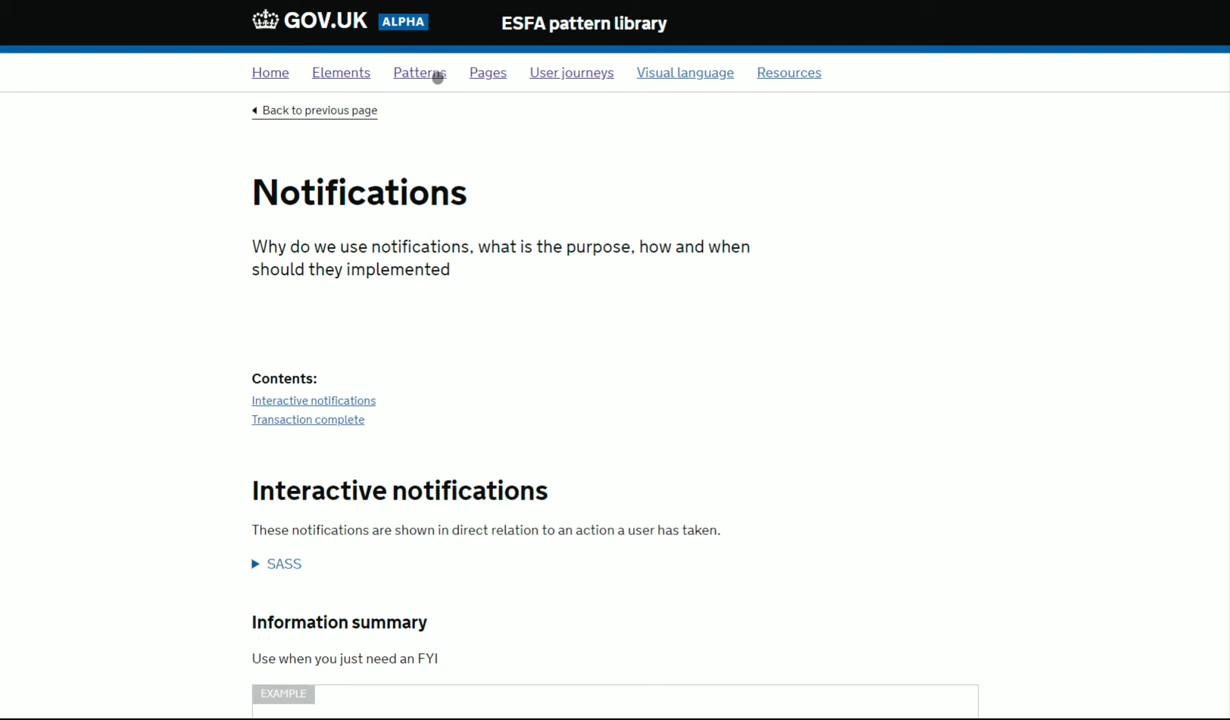 GOV.UK ALPHA ESFA pattern library
Home Elements Patterns Pages User journeys Visual language Resources
Back to previous page
Notifications
Why do we use notifications, what is the purpose, how and when
should they implemented
Contents:
Interactive notifications
Transaction complete
Interactive notifications
These notifications are shown in direct relation to an action a user has taken.
SASS
Information summary
Use when you just need an FYI
EXAMPLE